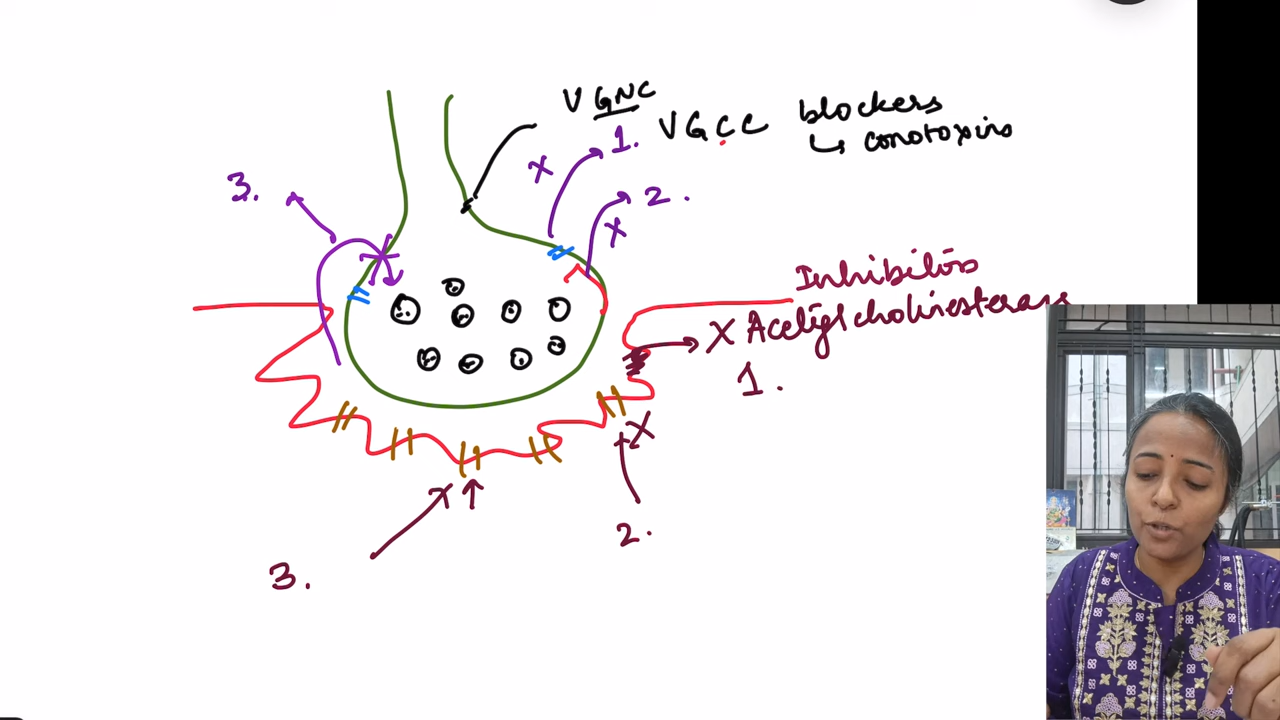 VGNC
1. VGCC blockers
↳ conotoxins
X
3.
X
2.
Inhibitors
X Acetylcholinesterase
1.
X
X
2.
3.